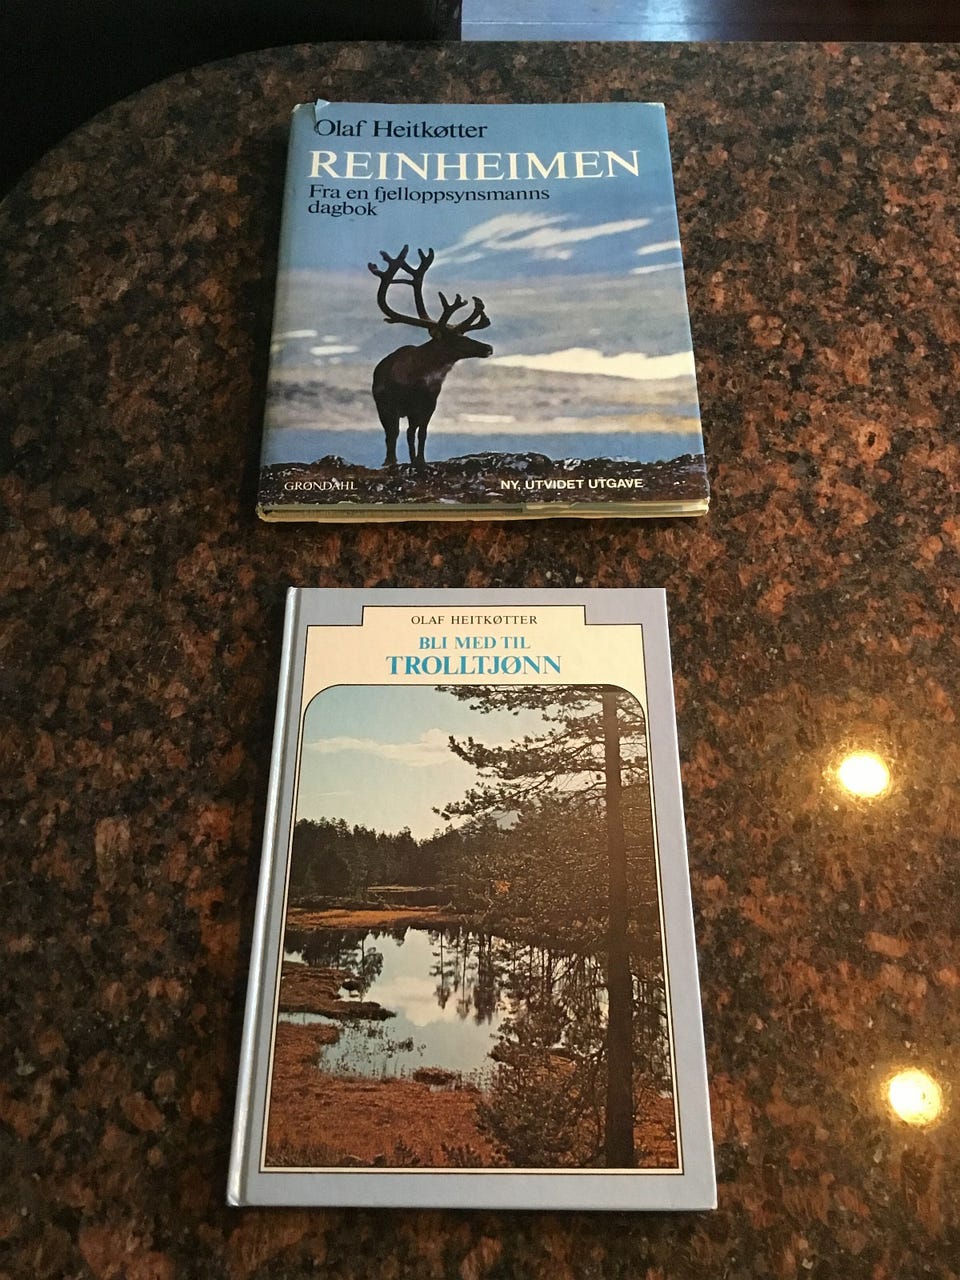 Olaf Heitkøtter
REINHEIMEN
Fra en fjelloppsynsmanns
dagbok
GRØNDAHL
NY, UTVIDET UTGAVE
OLAF HEITKØTTER
BLI MED TIL
TROLLTJØNN